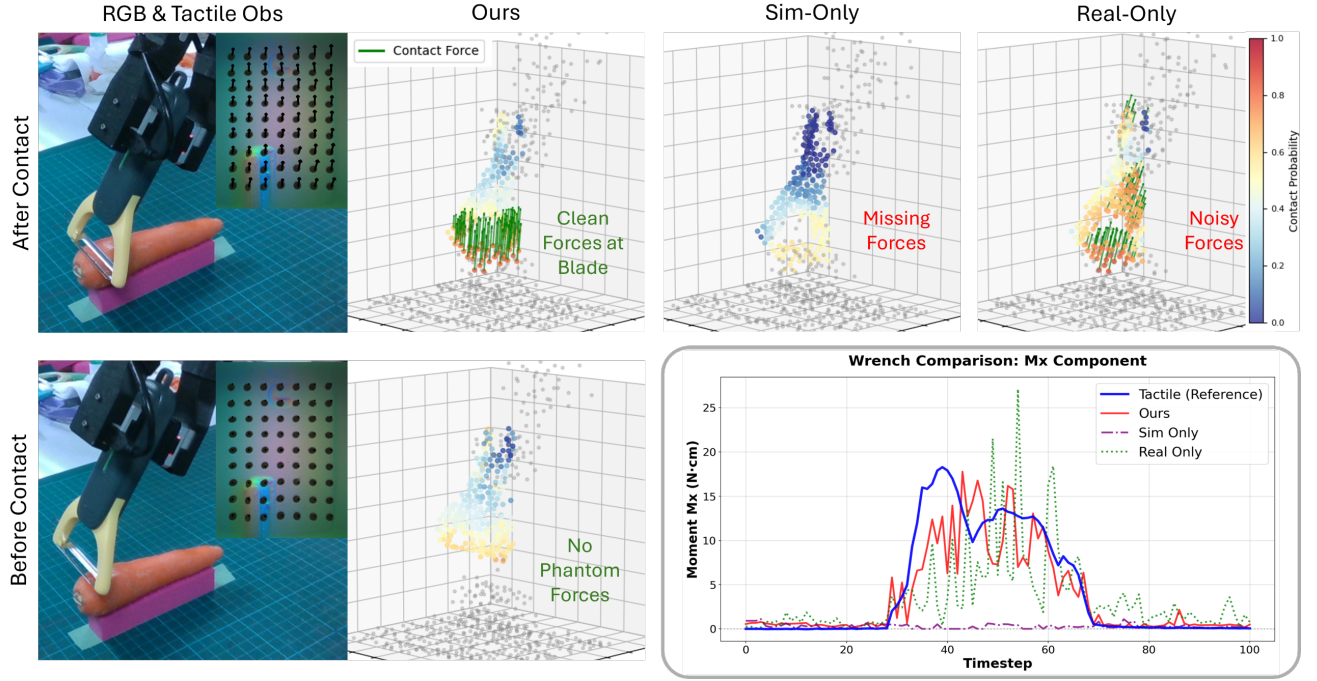 RGB & Tactile Obs
Ours
Sim-Only
Real-Only
After Contact
Contact Force
Clean
Forces at
Blade
Missing
Forces
Noisy
Forces
1.0
0.8
0.6
0.4
0.2
0.0
Contact Probability
Before Contact
No
Phantom
Forces
Wrench Comparison: Mx Component
Moment Mx (N·cm)
25
20
15
10
5
0
Tactile (Reference)
Ours
Sim Only
Real Only
0 20 40 60 80 100
Timestep